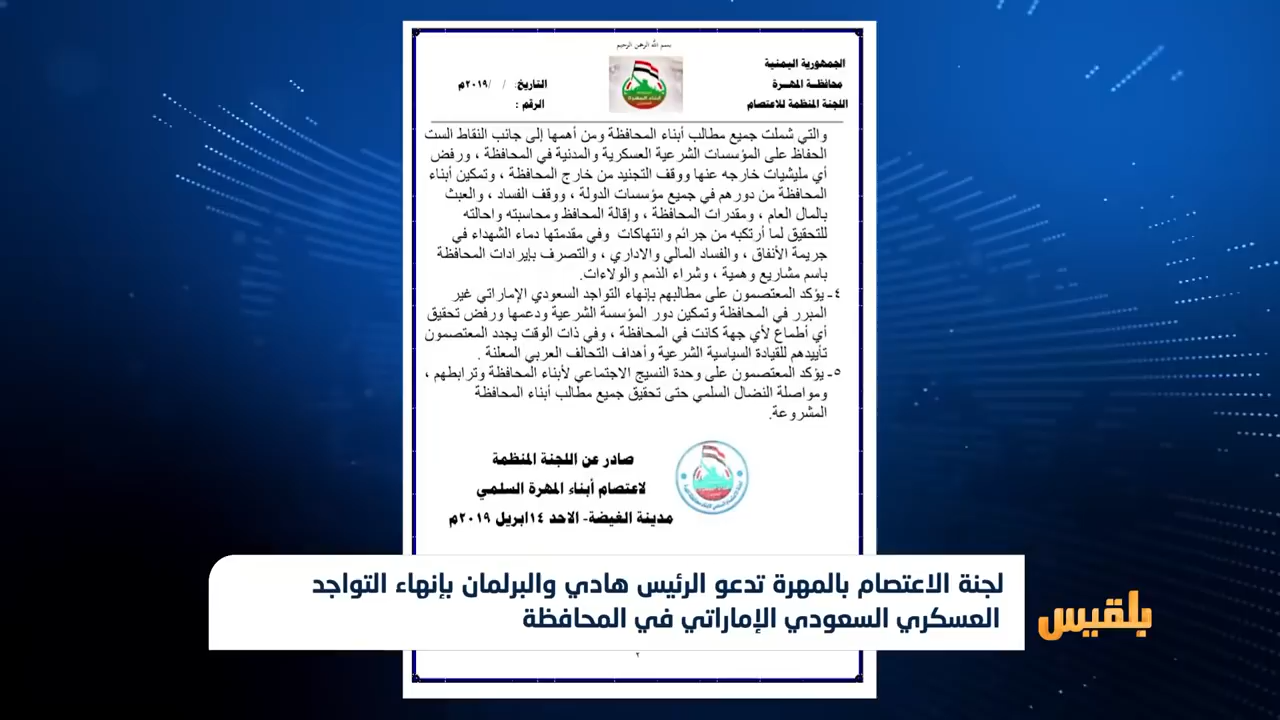 بسم الله الرحمن الرحيم
الجمهورية اليمنية
محافظة المهرة
اللجنة المنظمة للاعتصام
التاريخ: / /٢٠١٩م
الرقم :
والتي شملت جميع مطالب أبناء المحافظة ومن أهمها إلى جانب النقاط الست
الحفاظ على المؤسسات الشرعية العسكرية والمدنية في المحافظة ، ورفض
أي مليشيات خارجه عنها ووقف التجنيد من خارج المحافظة ، وتمكين أبناء
المحافظة من دورهم في جميع مؤسسات الدولة ، ووقف الفساد ، والعبث
بالمال العام ، ومقدرات المحافظة ، وإقالة المحافظ ومحاسبته واحالته
للتحقيق لما أرتكبه من جرائم وانتهاكات وفي مقدمتها دماء الشهداء في
جريمة الأنفاق ، والفساد المالي والاداري ، والتصرف بإيرادات المحافظة
باسم مشاريع وهمية ، وشراء الذمم والولاءات.
٤- يؤكد المعتصمون على مطالبهم بإنهاء التواجد السعودي الإماراتي غير
المبرر في المحافظة وتمكين دور المؤسسة الشرعية ودعمها ورفض تحقيق
أي أطماع لأي جهة كانت في المحافظة ، وفي ذات الوقت يجدد المعتصمون
تأييدهم للقيادة السياسية الشرعية وأهداف التحالف العربي المعلنة .
٥- يؤكد المعتصمون على وحدة النسيج الاجتماعي لأبناء المحافظة وترابطهم ،
ومواصلة النضال السلمي حتى تحقيق جميع مطالب أبناء المحافظة
المشروعة.
صادر عن اللجنة المنظمة
لاعتصام أبناء المهرة السلمي
مدينة الغيضة- الاحد ١٤ابريل ٢٠١٩م
لجنة الاعتصام بالمهرة تدعو الرئيس هادي والبرلمان بإنهاء التواجد
العسكري السعودي الإماراتي في المحافظة
بلقيس
٢